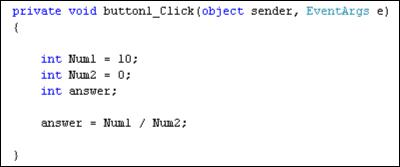 private void button1_Click(object sender, EventArgs e)
{
int Num1 = 10;
int Num2 = 0;
int answer;
answer = Num1 / Num2;
}